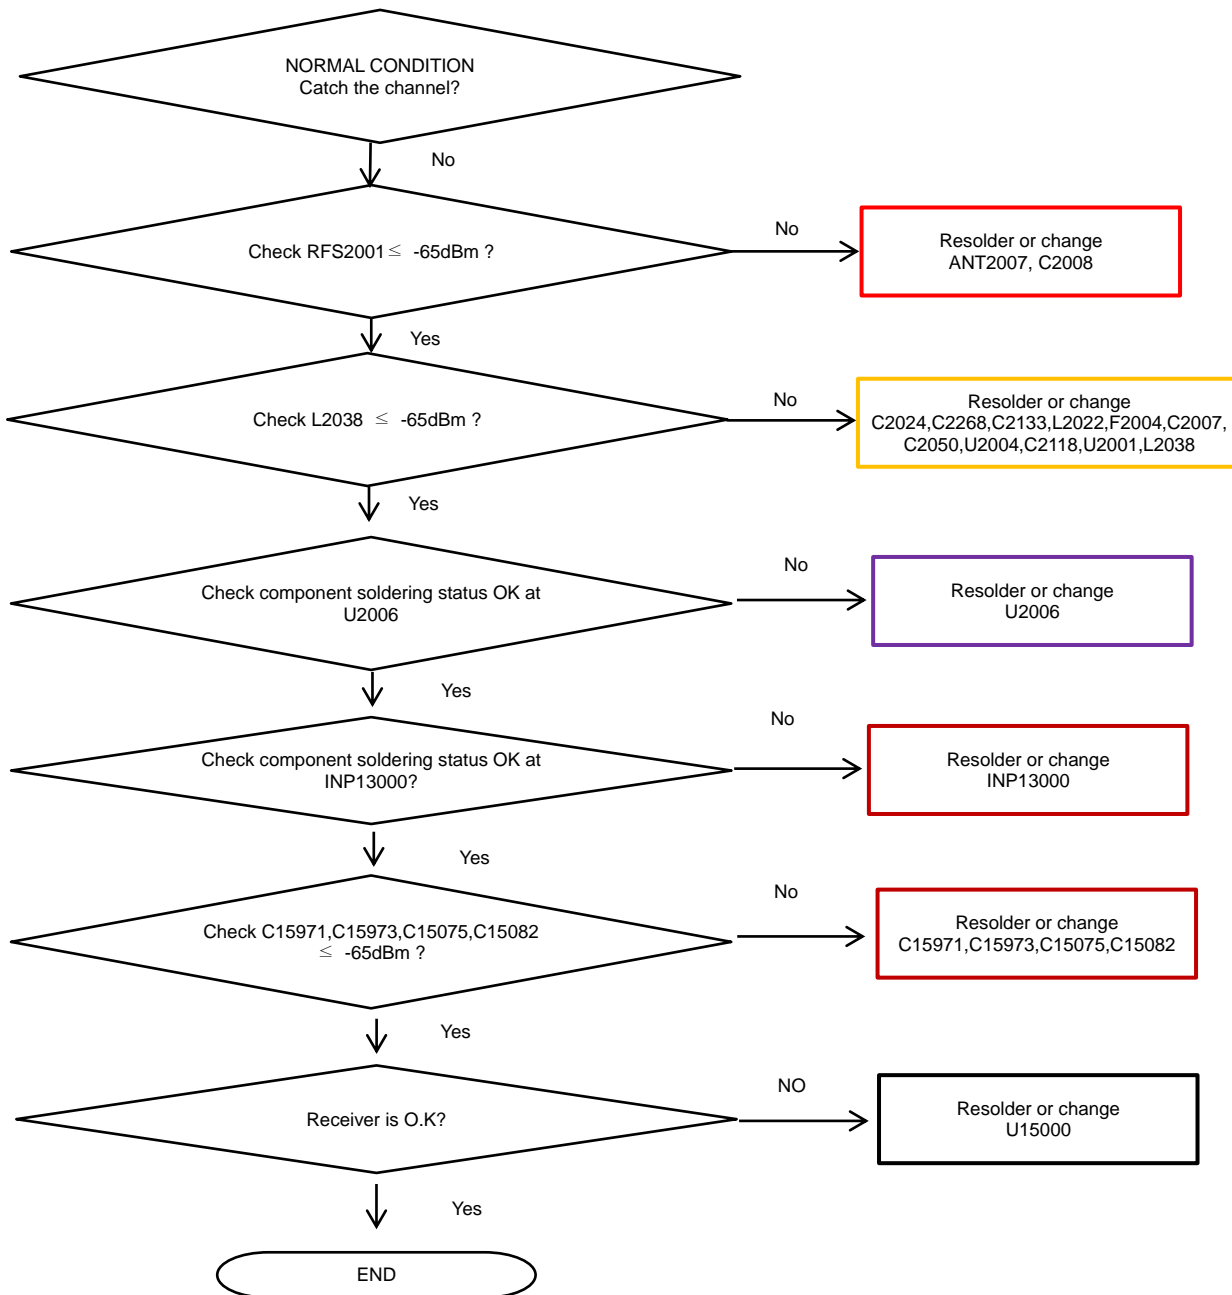 NORMAL CONDITION
Catch the channel?
No
Check RFS2001 ≤ -65dBm ?
No
Resolder or change
ANT2007, C2008
Yes
Check L2038 ≤ -65dBm ?
No
Resolder or change
C2024,C2268,C2133,L2022,F2004,C2007,
C2050,U2004,C2118,U2001,L2038
Yes
Check component soldering status OK at
U2006
No
Resolder or change
U2006
Yes
Check component soldering status OK at
INP13000?
No
Resolder or change
INP13000
Yes
Check C15971,C15973,C15075,C15082
≤ -65dBm ?
No
Resolder or change
C15971,C15973,C15075,C15082
Yes
Receiver is O.K?
NO
Resolder or change
U15000
Yes
END